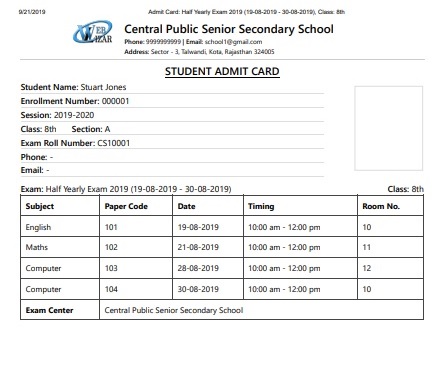 9/21/2019 Admit Card: Half Yearly Exam 2019 (19-08-2019 - 30-08-2019), Class: 8th
WEB WIZAR
Central Public Senior Secondary School
Phone: 9999999999 | Email: school1@gmail.com
Address: Sector - 3, Talwandi, Kota, Rajasthan 324005
STUDENT ADMIT CARD
Student Name: Stuart Jones
Enrollment Number: 000001
Session: 2019-2020
Class: 8th Section: A
Exam Roll Number: CS10001
Phone: -
Email: -
Exam: Half Yearly Exam 2019 (19-08-2019 - 30-08-2019) Class: 8th
Subject Paper Code Date Timing Room No.
English 101 19-08-2019 10:00 am - 12:00 pm 10
Maths 102 21-08-2019 10:00 am - 12:00 pm 11
Computer 103 28-08-2019 10:00 am - 12:00 pm 12
Computer 104 30-08-2019 10:00 am - 12:00 pm 10
Exam Center Central Public Senior Secondary School